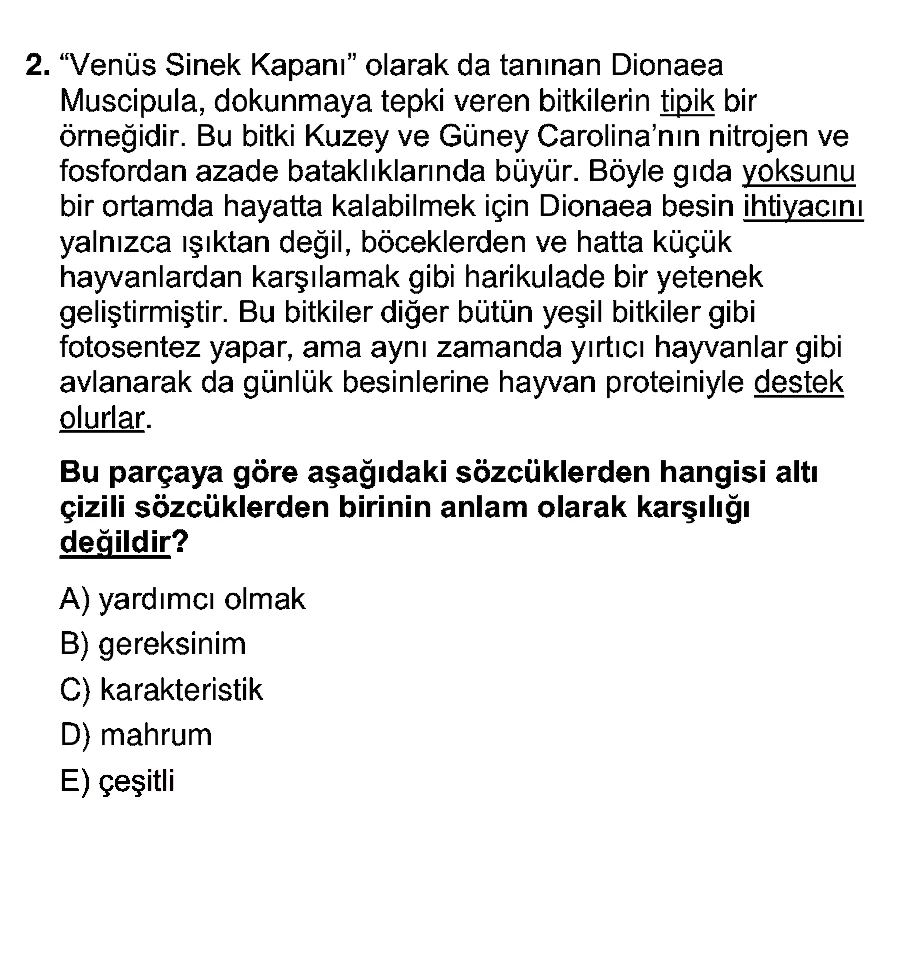 2. “Venüs Sinek Kapanı” olarak da tanınan Dionaea
Muscipula, dokunmaya tepki veren bitkilerin tipik bir
örneğidir. Bu bitki Kuzey ve Güney Carolina’nın nitrojen ve
fosfordan azade bataklıklarında büyür. Böyle gıda yoksunu
bir ortamda hayatta kalabilmek için Dionaea besin ihtiyacını
yalnızca ışıktan değil, böceklerden ve hatta küçük
hayvanlardan karşılamak gibi harikulade bir yetenek
geliştirmiştir. Bu bitkiler diğer bütün yeşil bitkiler gibi
fotosentez yapar, ama aynı zamanda yırtıcı hayvanlar gibi
avlanarak da günlük besinlerine hayvan proteiniyle destek
olurlar.
Bu parçaya göre aşağıdaki sözcüklerden hangisi altı
çizili sözcüklerden birinin anlam olarak karşılığı
değildir?
A) yardımcı olmak
B) gereksinim
C) karakteristik
D) mahrum
E) çeşitli